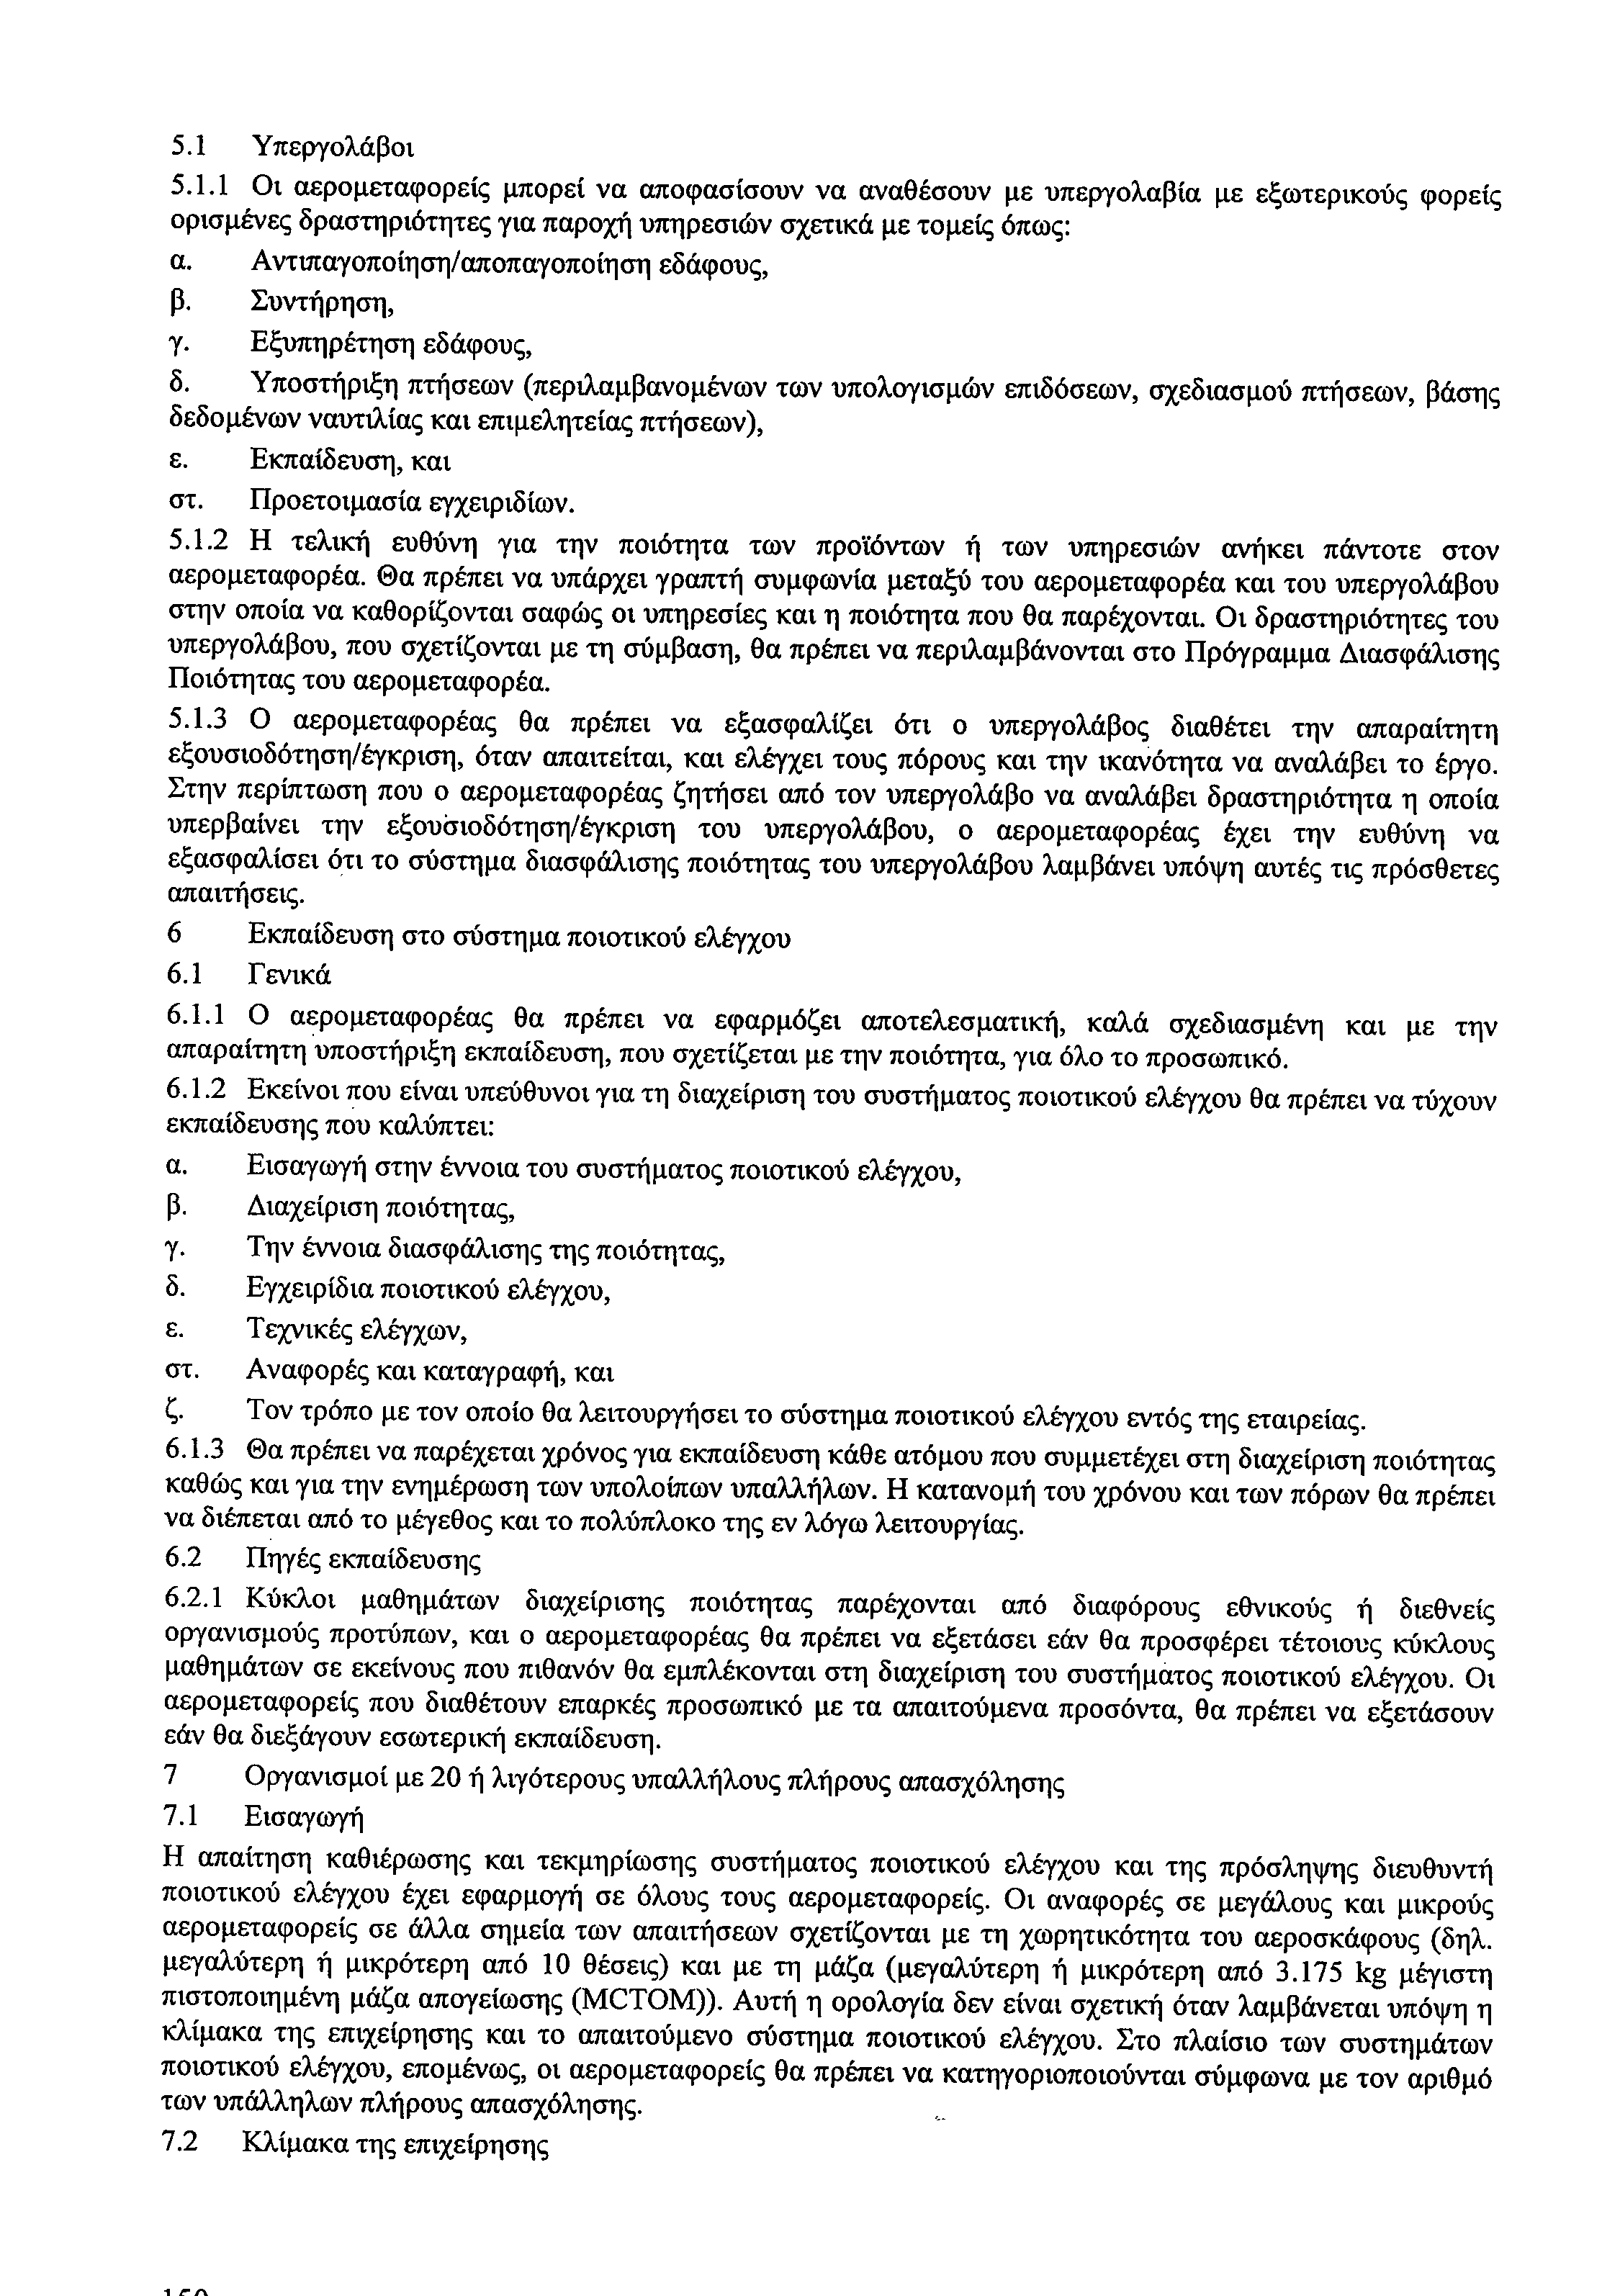 5.1 Υπεργολάβοι
5.1.1 Οι αερομεταφορείς μπορεί να αποφασίσουν να αναθέσουν με υπεργολαβία με εξωτερικούς φορείς
ορισμένες δραστηριότητες για παροχή υπηρεσιών σχετικά με τομείς όπως:
α. Αντιπαγοποίηση/αποπαγοποίηση εδάφους,
β. Συντήρηση,
γ. Εξυπηρέτηση εδάφους,
δ. Υποστήριξη πτήσεων (περιλαμβανομένων των υπολογισμών επιδόσεων, σχεδιασμού πτήσεων, βάσης
δεδομένων ναυτιλίας και επιμελητείας πτήσεων),
ε. Εκπαίδευση, και
στ. Προετοιμασία εγχειριδίων.
5.1.2 Η τελική ευθύνη για την ποιότητα των προϊόντων ή των υπηρεσιών ανήκει πάντοτε στον
αερομεταφορέα. Θα πρέπει να υπάρχει γραπτή συμφωνία μεταξύ του αερομεταφορέα και του υπεργολάβου
στην οποία να καθορίζονται σαφώς οι υπηρεσίες και η ποιότητα που θα παρέχονται. Οι δραστηριότητες του
υπεργολάβου, που σχετίζονται με τη σύμβαση, θα πρέπει να περιλαμβάνονται στο Πρόγραμμα Διασφάλισης
Ποιότητας του αερομεταφορέα.
5.1.3 Ο αερομεταφορέας θα πρέπει να εξασφαλίζει ότι ο υπεργολάβος διαθέτει την απαραίτητη
εξουσιοδότηση/έγκριση, όταν απαιτείται, και ελέγχει τους πόρους και την ικανότητα να αναλάβει το έργο.
Στην περίπτωση που ο αερομεταφορέας ζητήσει από τον υπεργολάβο να αναλάβει δραστηριότητα η οποία
υπερβαίνει την εξουσιοδότηση/έγκριση του υπεργολάβου, ο αερομεταφορέας έχει την ευθύνη να
εξασφαλίσει ότι το σύστημα διασφάλισης ποιότητας του υπεργολάβου λαμβάνει υπόψη αυτές τις πρόσθετες
απαιτήσεις.
6 Εκπαίδευση στο σύστημα ποιοτικού ελέγχου
6.1 Γενικά
6.1.1 Ο αερομεταφορέας θα πρέπει να εφαρμόζει αποτελεσματική, καλά σχεδιασμένη και με την
απαραίτητη υποστήριξη εκπαίδευση, που σχετίζεται με την ποιότητα, για όλο το προσωπικό.
6.1.2 Εκείνοι που είναι υπεύθυνοι για τη διαχείριση του συστήματος ποιοτικού ελέγχου θα πρέπει να τύχουν
εκπαίδευσης που καλύπτει:
α. Εισαγωγή στην έννοια του συστήματος ποιοτικού ελέγχου,
β. Διαχείριση ποιότητας,
γ. Την έννοια διασφάλισης της ποιότητας,
δ. Εγχειρίδια ποιοτικού ελέγχου,
ε. Τεχνικές ελέγχων,
στ. Αναφορές και καταγραφή, και
ζ. Τον τρόπο με τον οποίο θα λειτουργήσει το σύστημα ποιοτικού ελέγχου εντός της εταιρείας.
6.1.3 Θα πρέπει να παρέχεται χρόνος για εκπαίδευση κάθε ατόμου που συμμετέχει στη διαχείριση ποιότητας
καθώς και για την ενημέρωση των υπολοίπων υπαλλήλων. Η κατανομή του χρόνου και των πόρων θα πρέπει
να διέπεται από το μέγεθος και το πολύπλοκο της εν λόγω λειτουργίας.
6.2 Πηγές εκπαίδευσης
6.2.1 Κύκλοι μαθημάτων διαχείρισης ποιότητας παρέχονται από διαφόρους εθνικούς ή διεθνείς
οργανισμούς προτύπων, και ο αερομεταφορέας θα πρέπει να εξετάσει εάν θα προσφέρει τέτοιους κύκλους
μαθημάτων σε εκείνους που πιθανόν θα εμπλέκονται στη διαχείριση του συστήματος ποιοτικού ελέγχου. Οι
αερομεταφορείς που διαθέτουν επαρκές προσωπικό με τα απαιτούμενα προσόντα, θα πρέπει να εξετάσουν
εάν θα διεξάγουν εσωτερική εκπαίδευση.
7 Οργανισμοί με 20 ή λιγότερους υπαλλήλους πλήρους απασχόλησης
7.1 Εισαγωγή
Η απαίτηση καθιέρωσης και τεκμηρίωσης συστήματος ποιοτικού ελέγχου και της πρόσληψης διευθυντή
ποιοτικού ελέγχου έχει εφαρμογή σε όλους τους αερομεταφορείς. Οι αναφορές σε μεγάλους και μικρούς
αερομεταφορείς σε άλλα σημεία των απαιτήσεων σχετίζονται με τη χωρητικότητα του αεροσκάφους (δηλ.
μεγαλύτερη ή μικρότερη από 10 θέσεις) και με τη μάζα (μεγαλύτερη ή μικρότερη από 3.175 kg μέγιστη
πιστοποιημένη μάζα απογείωσης (MCTOM)). Αυτή η ορολογία δεν είναι σχετική όταν λαμβάνεται υπόψη η
κλίμακα της επιχείρησης και το απαιτούμενο σύστημα ποιοτικού ελέγχου. Στο πλαίσιο των συστημάτων
ποιοτικού ελέγχου, επομένως, οι αερομεταφορείς θα πρέπει να κατηγοριοποιούνται σύμφωνα με τον αριθμό
των υπάλληλων πλήρους απασχόλησης.
7.2 Κλίμακα της επιχείρησης